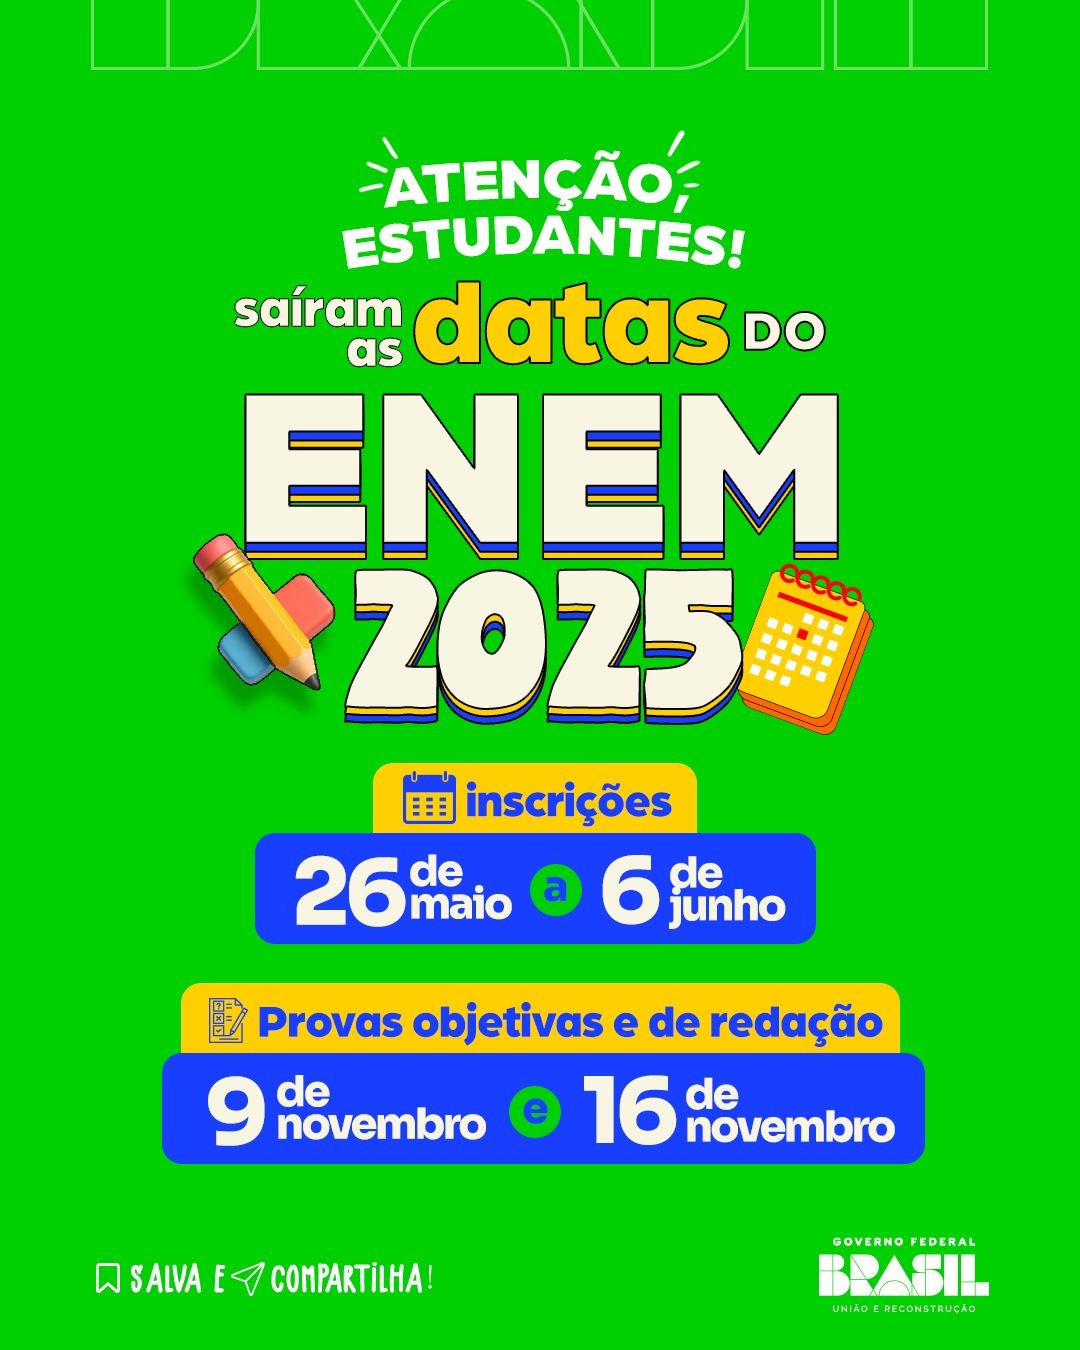 ATENÇÃO,
ESTUDANTES!
saíram
as datas DO
ENEM
2025
inscrições
26 de maio a 6 de junho
Provas objetivas e de redação
9 de novembro e 16 de novembro
SALVA E COMPARTILHA!
GOVERNO FEDERAL
BRASIL
UNIÃO E RECONSTRUÇÃO